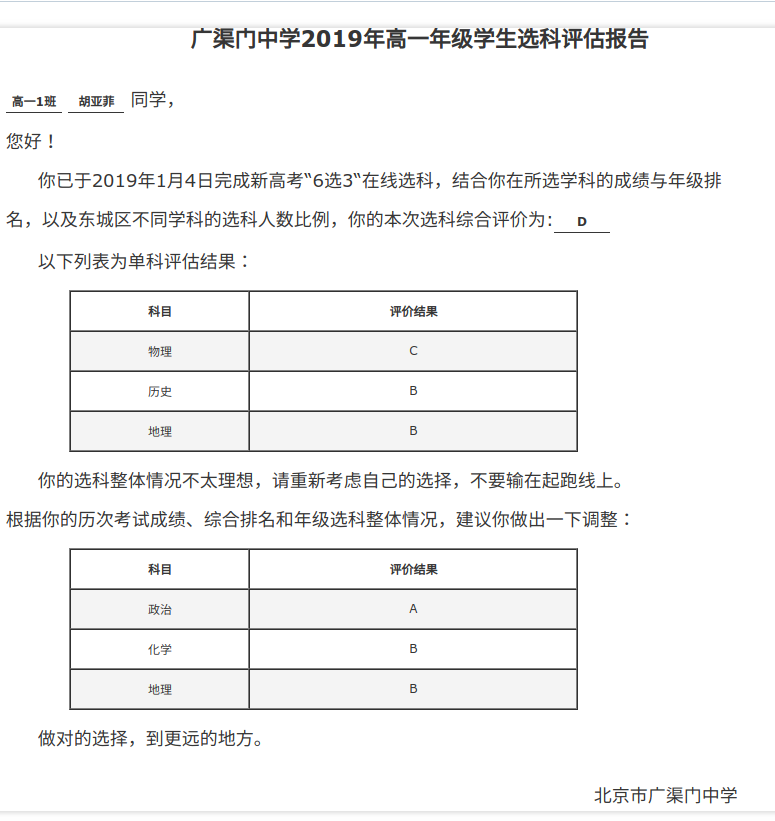 广渠门中学2019年高一年级学生选科评估报告
高一1班 胡亚菲 同学，
您好！
你已于2019年1月4日完成新高考“6选3“在线选科，结合你在所选学科的成绩与年级排
名，以及东城区不同学科的选科人数比例，你的本次选科综合评价为： D
以下列表为单科评估结果：
科目 评价结果
物理 C
历史 B
地理 B
你的选科整体情况不太理想，请重新考虑自己的选择，不要输在起跑线上。
根据你的历次考试成绩、综合排名和年级选科整体情况，建议你做出一下调整：
科目 评价结果
政治 A
化学 B
地理 B
做对的选择，到更远的地方。
北京市广渠门中学